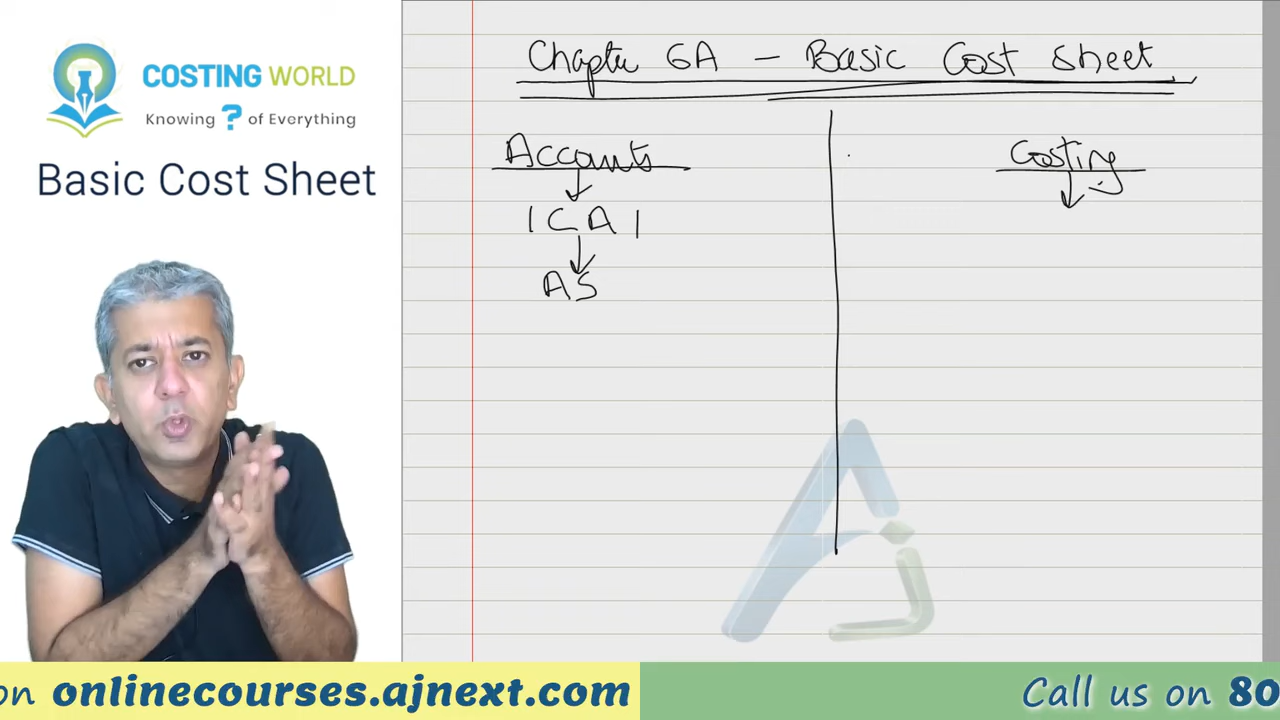 COSTING WORLD
Knowing ? of Everything
Basic Cost Sheet
Chapter 6A - Basic Cost Sheet
Accounts
ICAI
AS
Costing
on onlinecourses.ajnext.com
Call us on 80